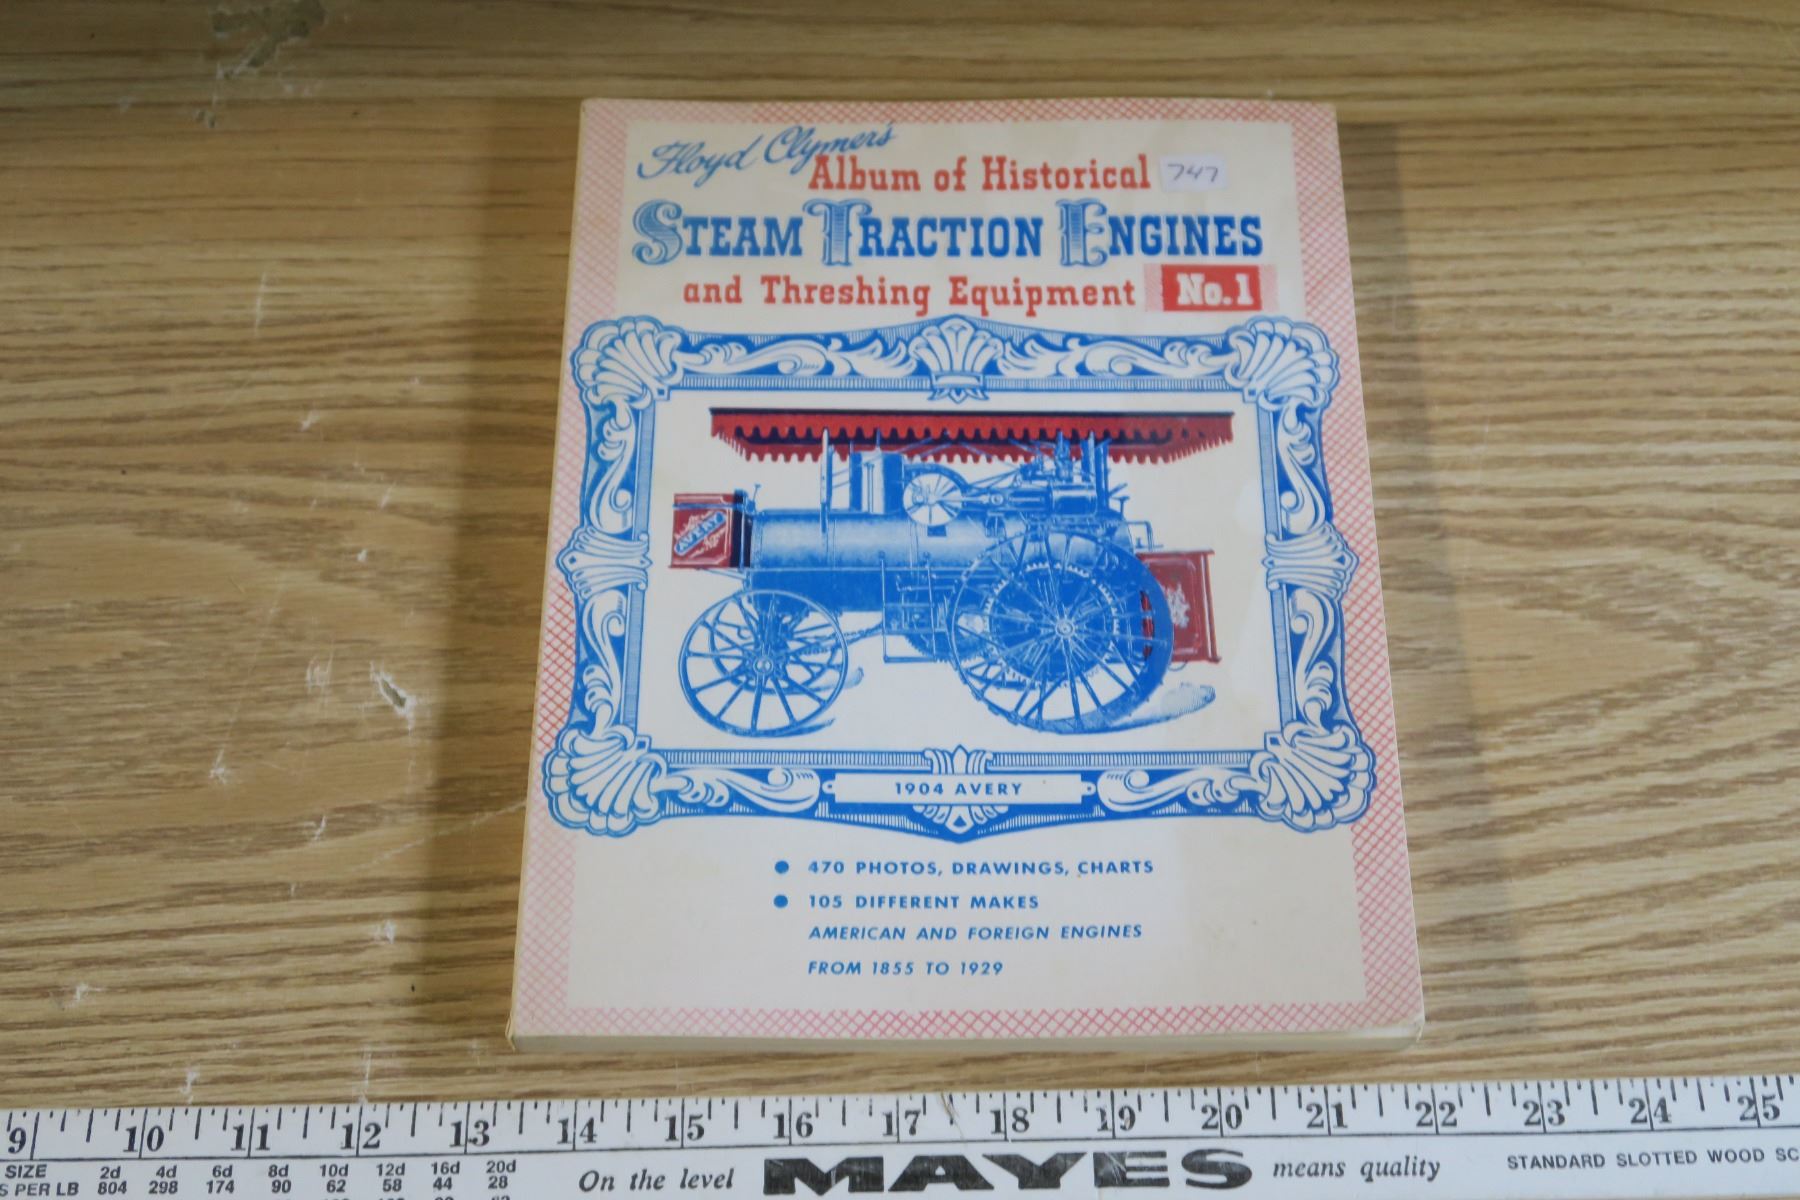 Floyd Clymer's
Album of Historical 747
STEAM TRACTION ENGINES
and Threshing Equipment No. 1
AVERY
1904 AVERY
• 470 PHOTOS, DRAWINGS, CHARTS
• 105 DIFFERENT MAKES
AMERICAN AND FOREIGN ENGINES
FROM 1855 TO 1929
9 10 11 12 13 14 15 16 17 18 19 20 21 22 23 24 25
SIZE 2d 4d 6d 8d 10d 12d 16d 20d
S PER LB 804 298 174 90 62 58 44 28
On the level MAYES means quality
STANDARD SLOTTED WOOD SC